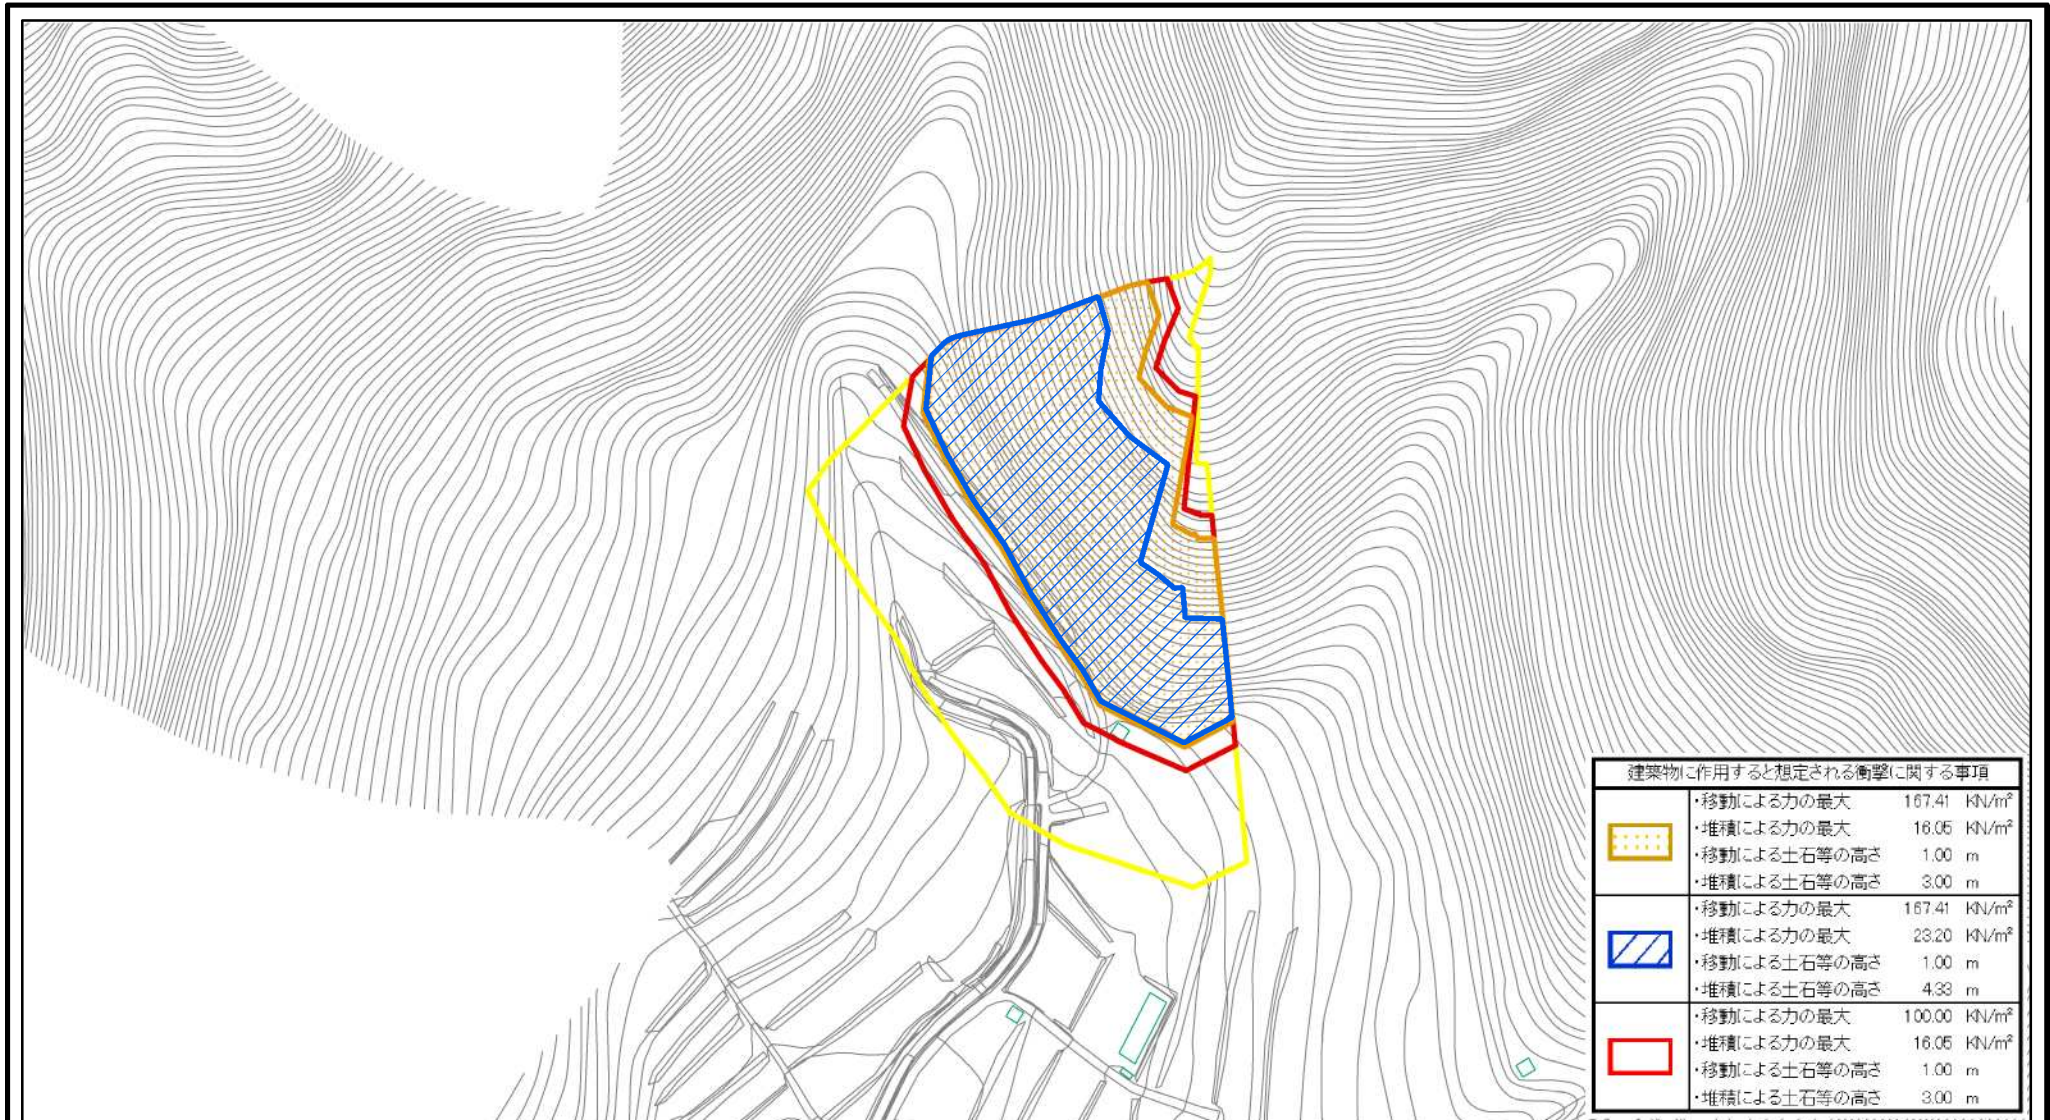 建築物に作用すると想定される衝撃に関する事項
・移動による力の最大 167.41 KN/m²
・堆積による力の最大 16.05 KN/m²
・移動による土石等の高さ 1.00 m
・堆積による土石等の高さ 3.00 m
・移動による力の最大 167.41 KN/m²
・堆積による力の最大 23.20 KN/m²
・移動による土石等の高さ 1.00 m
・堆積による土石等の高さ 4.33 m
・移動による力の最大 100.00 KN/m²
・堆積による力の最大 16.05 KN/m²
・移動による土石等の高さ 1.00 m
・堆積による土石等の高さ 3.00 m